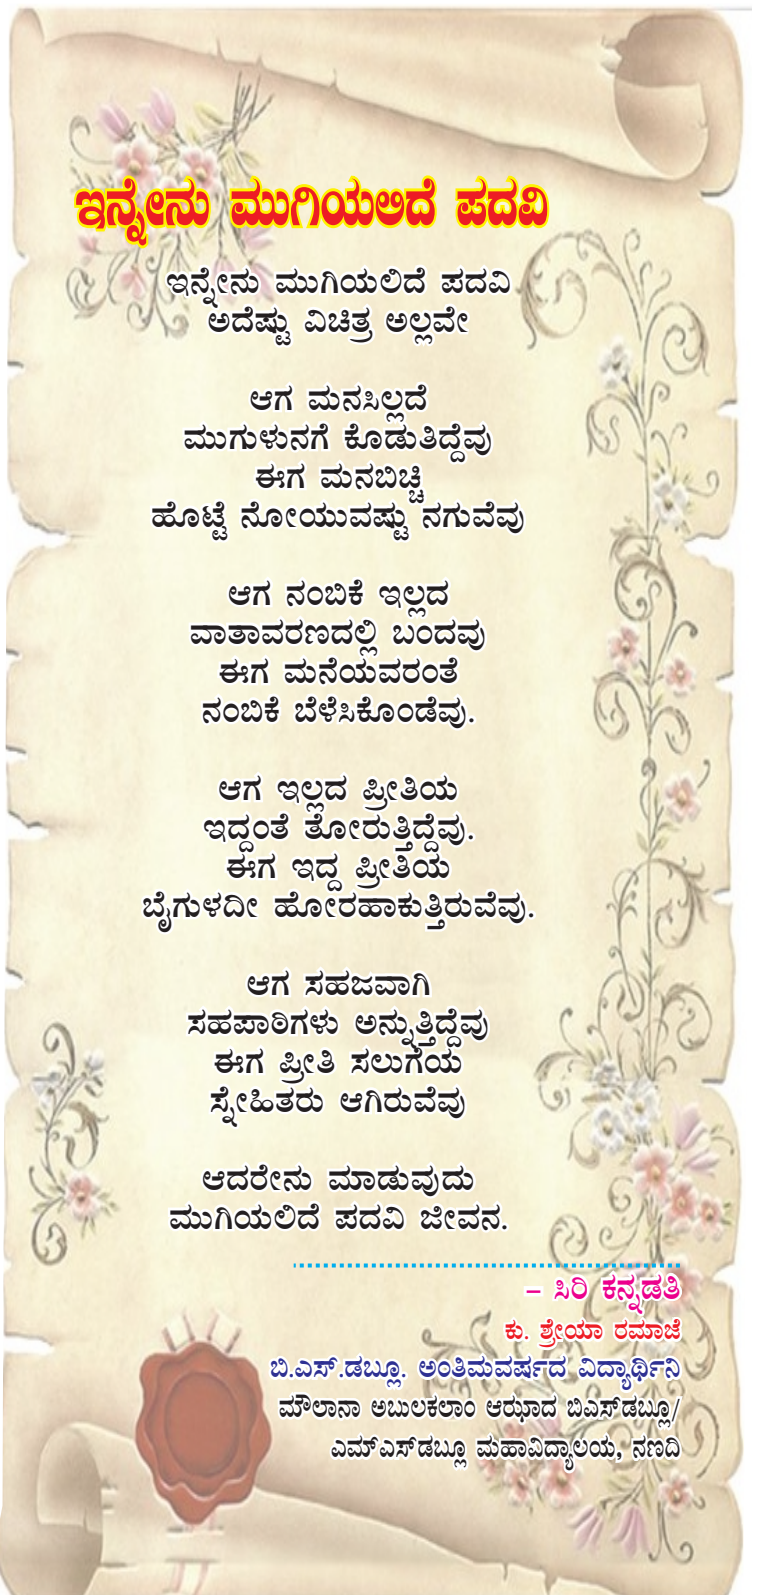 ಇನ್ನೇನು ಮುಗಿಯಲಿದೆ ಪದವಿ
ಇನ್ನೇನು ಮುಗಿಯಲಿದೆ ಪದವಿ
ಅದೆಷ್ಟು ವಿಚಿತ್ರ ಅಲ್ಲವೇ
ಆಗ ಮನಸಿಲ್ಲದೆ
ಮುಗುಳುನಗೆ ಕೊಡುತಿದ್ದೆವು
ಈಗ ಮನಬಿಚ್ಚಿ
ಹೊಟ್ಟೆ ನೋಯುವಷ್ಟು ನಗುವೆವು
ಆಗ ನಂಬಿಕೆ ಇಲ್ಲದ
ವಾತಾವರಣದಲ್ಲಿ ಬಂದವು
ಈಗ ಮನೆಯವರಂತೆ
ನಂಬಿಕೆ ಬೆಳೆಸಿಕೊಂಡೆವು.
ಆಗ ಇಲ್ಲದ ಪ್ರೀತಿಯ
ಇದ್ದಂತೆ ತೋರುತ್ತಿದ್ದೆವು.
ಈಗ ಇದ್ದ ಪ್ರೀತಿಯ
ಬೈಗುಳದೀ ಹೋರಹಾಕುತ್ತಿರುವೆವು.
ಆಗ ಸಹಜವಾಗಿ
ಸಹಪಾಠಿಗಳು ಅನ್ನುತ್ತಿದ್ದೆವು
ಈಗ ಪ್ರೀತಿ ಸಲುಗೆಯ
ಸ್ನೇಹಿತರು ಆಗಿರುವೆವು
ಆದರೇನು ಮಾಡುವುದು
ಮುಗಿಯಲಿದೆ ಪದವಿ ಜೀವನ.
– ಸಿರಿ ಕನ್ನಡತಿ
ಕು. ಶ್ರೇಯಾ ರಮಾಜೆ
ಬಿ.ಎಸ್.ಡಬ್ಲೂ. ಅಂತಿಮವರ್ಷದ ವಿದ್ಯಾರ್ಥಿನಿ
ಮೌಲಾನಾ ಅಬುಲಕಲಾಂ ಆಝಾದ ಬಿಎಸ್‌ಡಬ್ಲೂ/
ಎಮ್‌ಎಸ್‌ಡಬ್ಲೂ ಮಹಾವಿದ್ಯಾಲಯ, ನಣದಿ